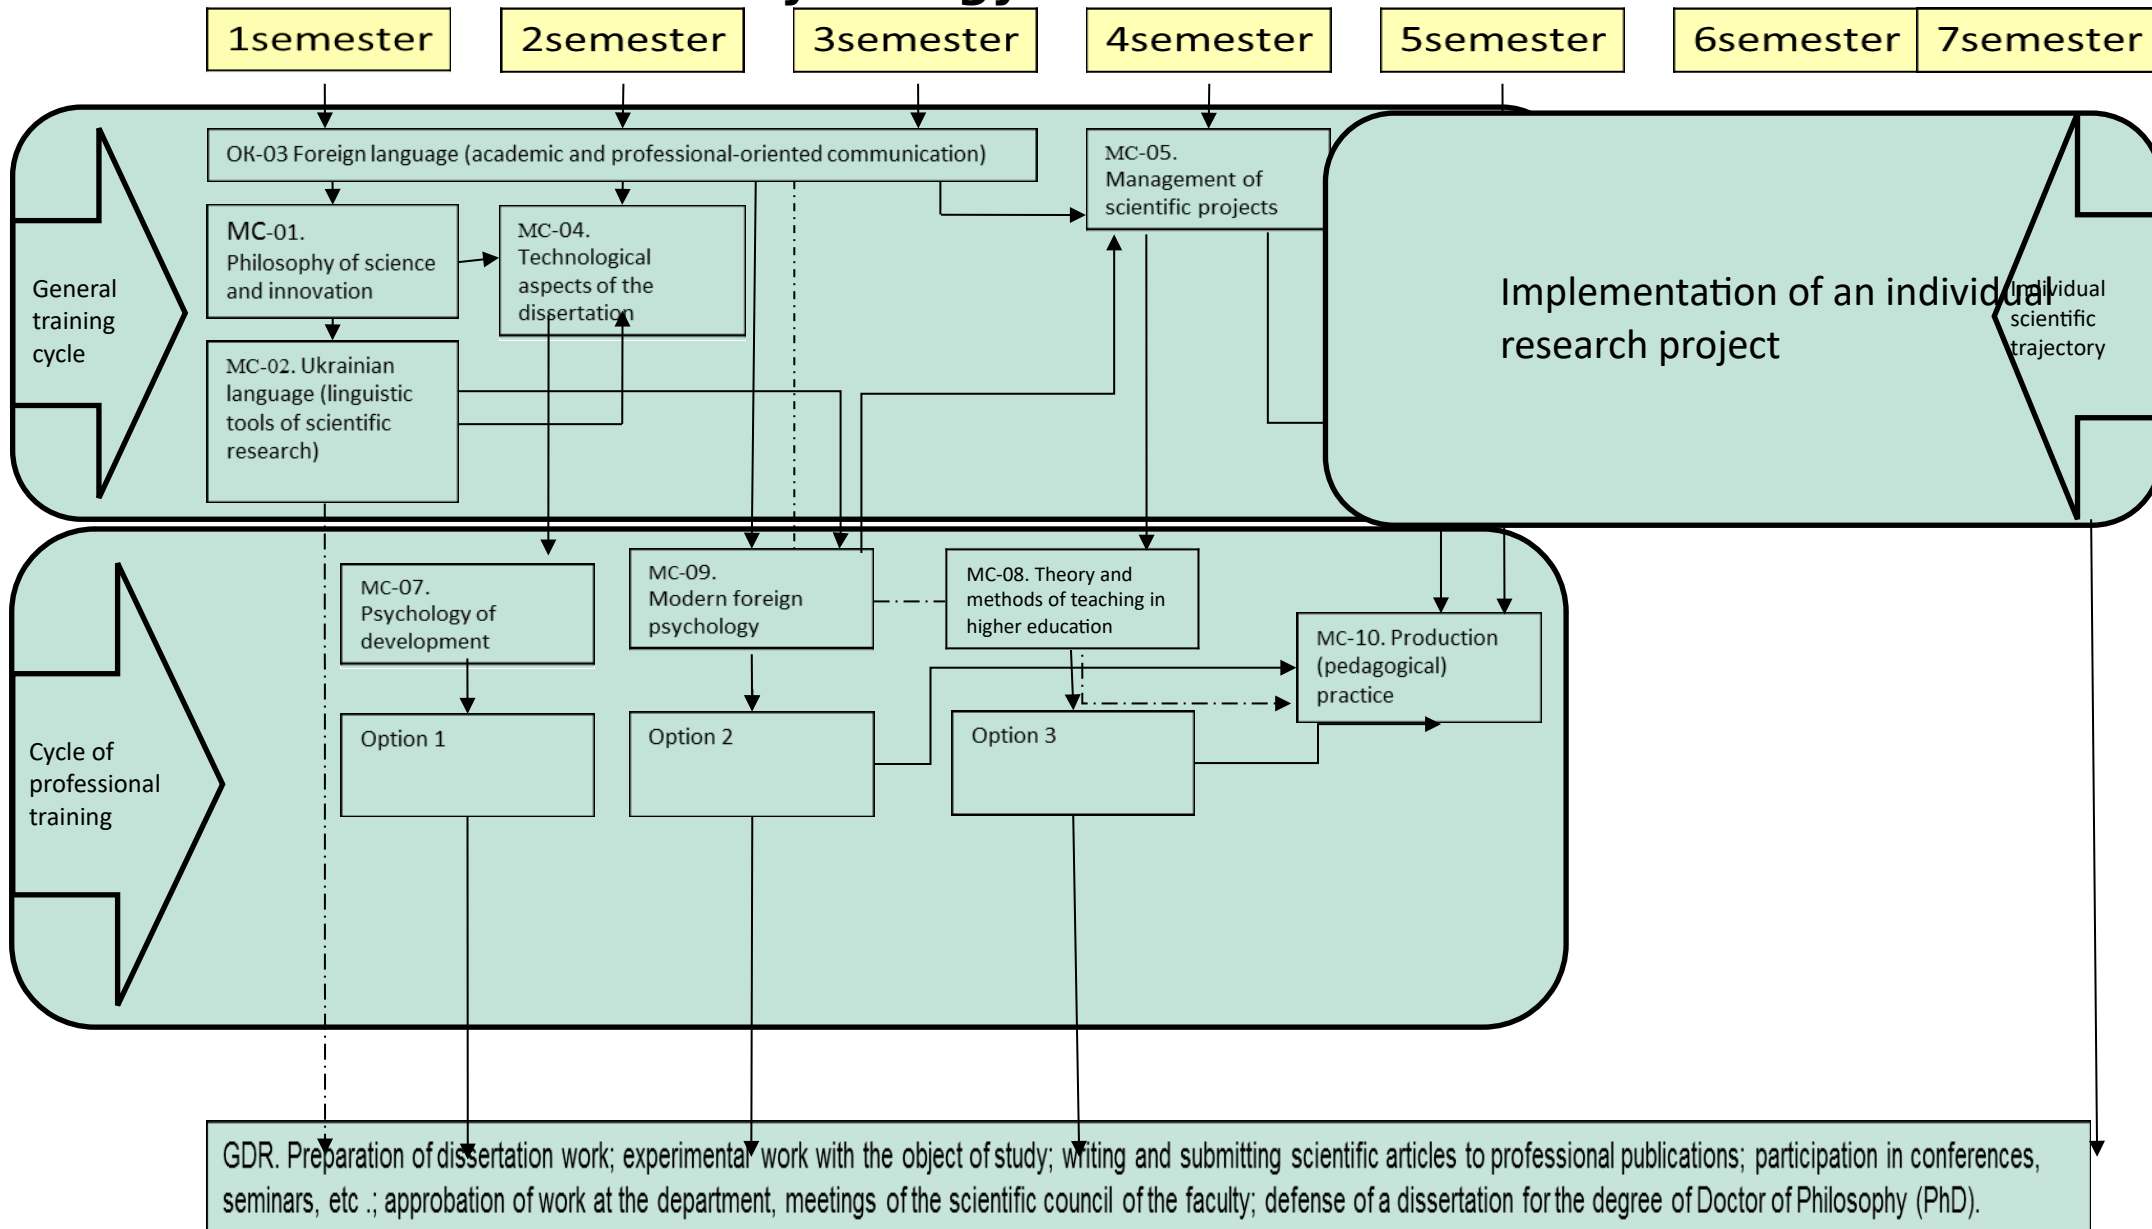 1semester
2semester
3semester
4semester
5semester
6semester
7semester
ОК-03 Foreign language (academic and professional-oriented communication)
MC-05.
Management of
scientific projects
MC-01.
Philosophy of science
and innovation
MC-04.
Technological
aspects of the
dissertation
General
training
cycle
MC-02. Ukrainian
language (linguistic
tools of scientific
research)
Implementation of an individual
research project
Individual
scientific
trajectory
MC-07.
Psychology of
development
MC-09.
Modern foreign
psychology
MC-08. Theory and
methods of teaching in
higher education
MC-10. Production
(pedagogical)
practice
Cycle of
professional
training
Option 1
Option 2
Option 3
GDR. Preparation of dissertation work; experimental work with the object of study; writing and submitting scientific articles to professional publications; participation in conferences,
seminars, etc .; approbation of work at the department, meetings of the scientific council of the faculty; defense of a dissertation for the degree of Doctor of Philosophy (PhD).